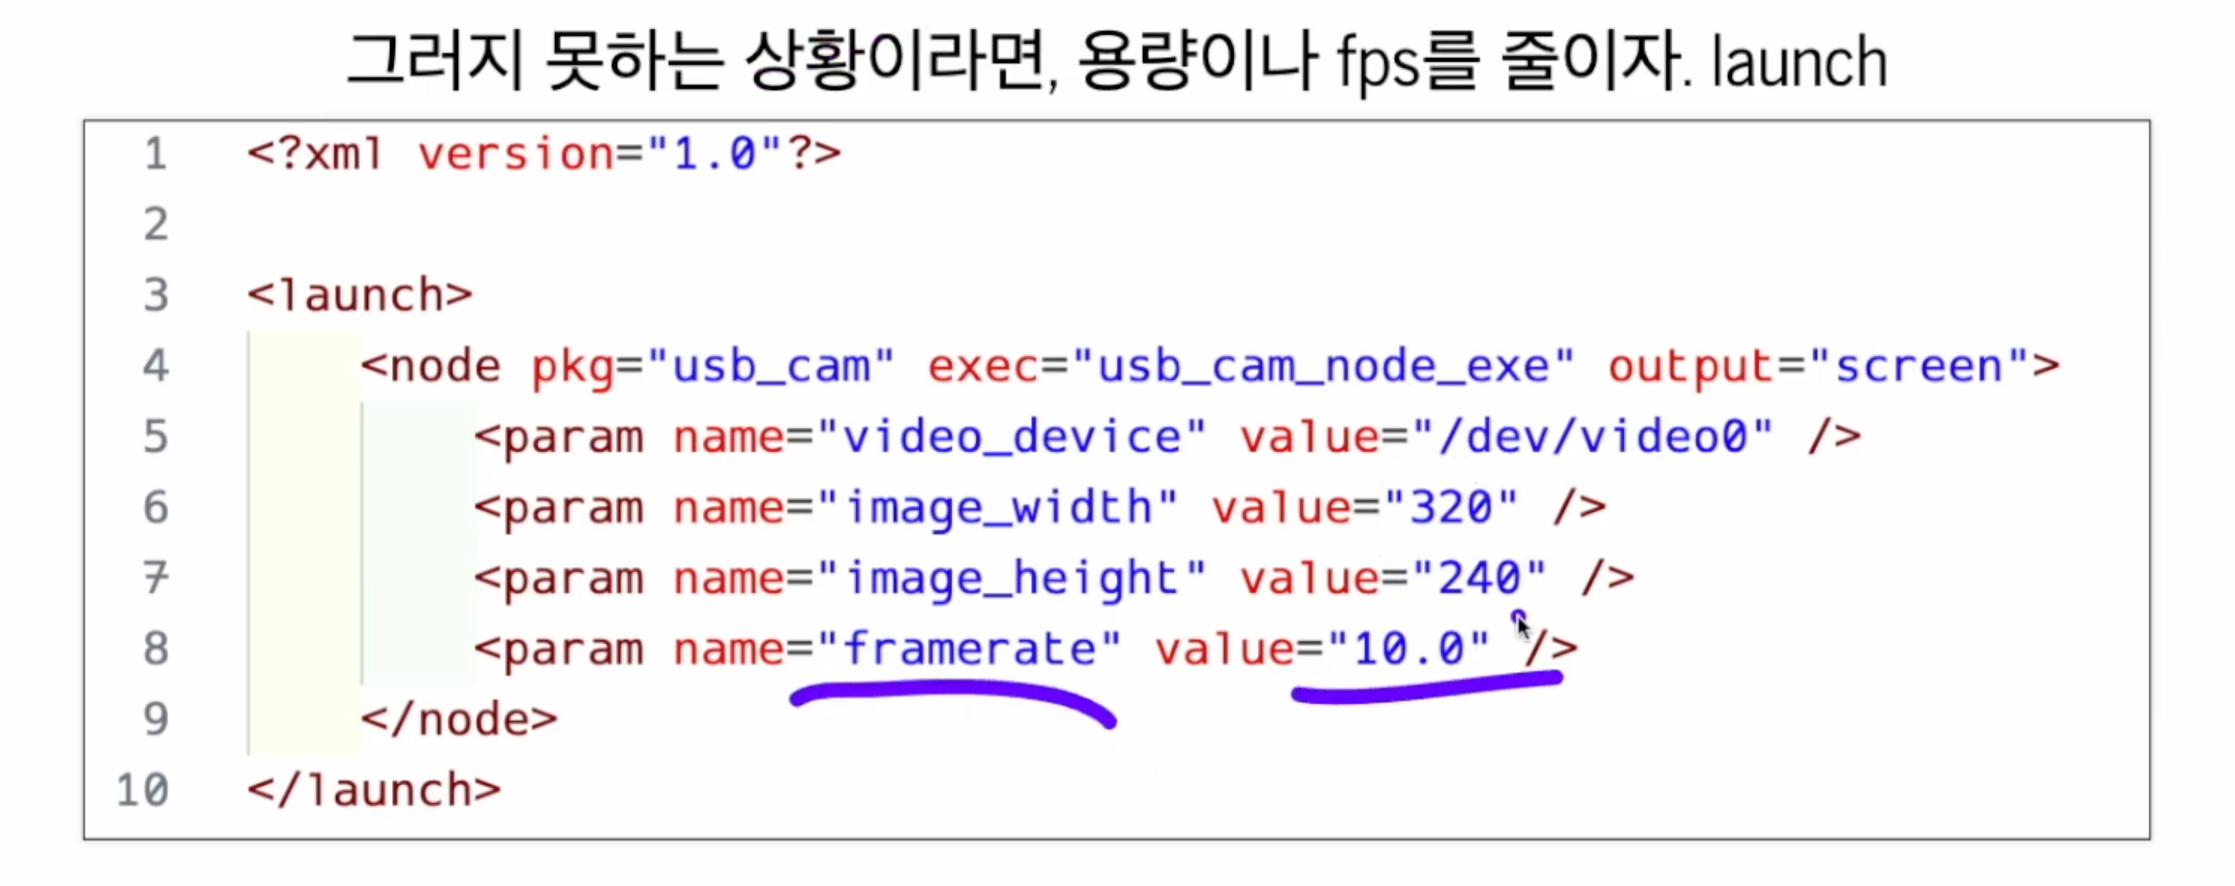 그러지 못하는 상황이라면, 용량이나 fps를 줄이자. launch
1 <?xml version="1.0"?>
2
3 <launch>
4 <node pkg="usb_cam" exec="usb_cam_node_exe" output="screen">
5 <param name="video_device" value="/dev/video0" />
6 <param name="image_width" value="320" />
7 <param name="image_height" value="240" />
8 <param name="framerate" value="10.0" />
9 </node>
10 </launch>